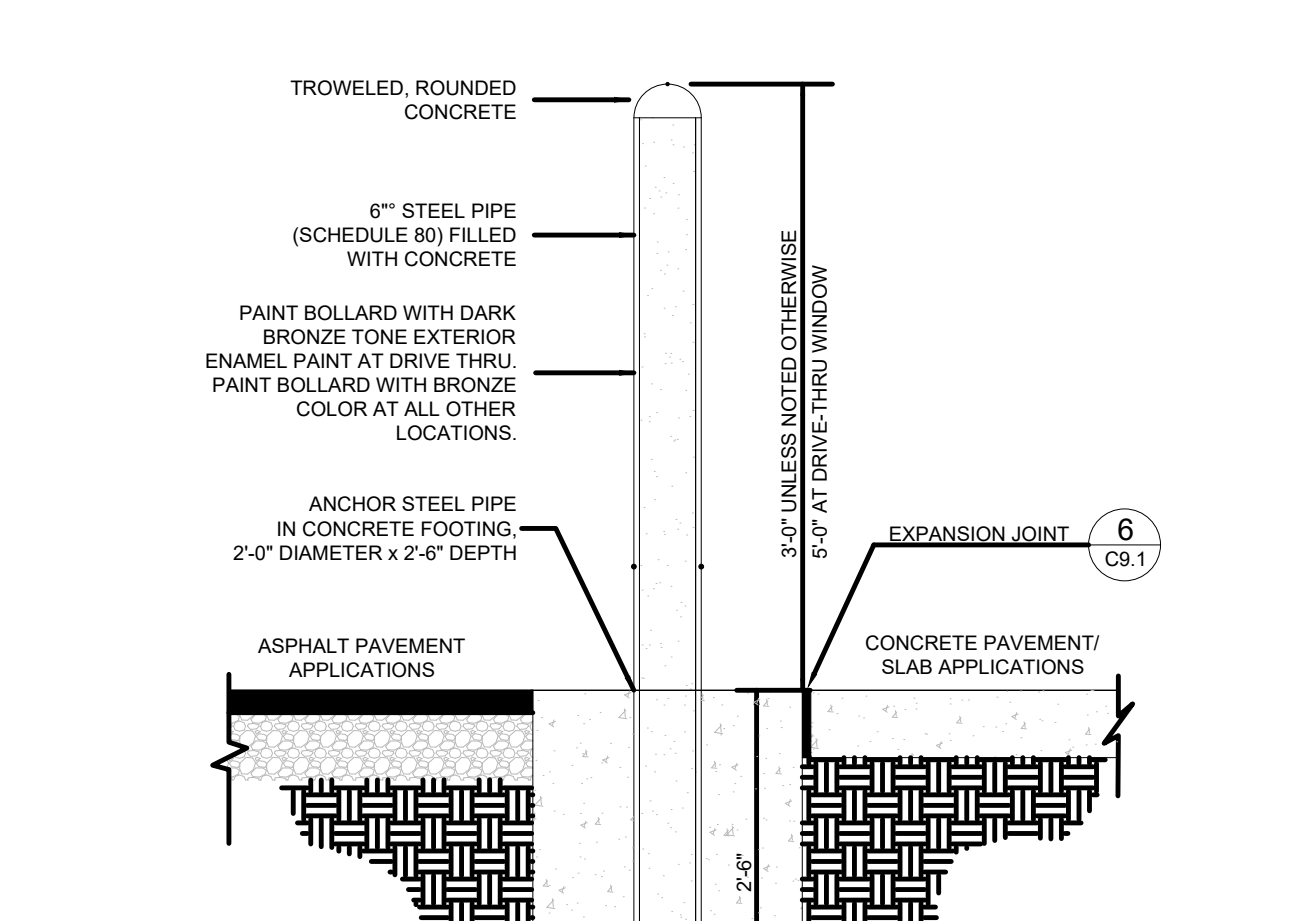 TROWELED, ROUNDED
CONCRETE
6"° STEEL PIPE
(SCHEDULE 80) FILLED
WITH CONCRETE
PAINT BOLLARD WITH DARK
BRONZE TONE EXTERIOR
ENAMEL PAINT AT DRIVE THRU.
PAINT BOLLARD WITH BRONZE
COLOR AT ALL OTHER
LOCATIONS.
ANCHOR STEEL PIPE
IN CONCRETE FOOTING,
2'-0" DIAMETER x 2'-6" DEPTH
3'-0" UNLESS NOTED OTHERWISE
5'-0" AT DRIVE-THRU WINDOW
EXPANSION JOINT
6
C9.1
ASPHALT PAVEMENT
APPLICATIONS
CONCRETE PAVEMENT/
SLAB APPLICATIONS
2'-6"